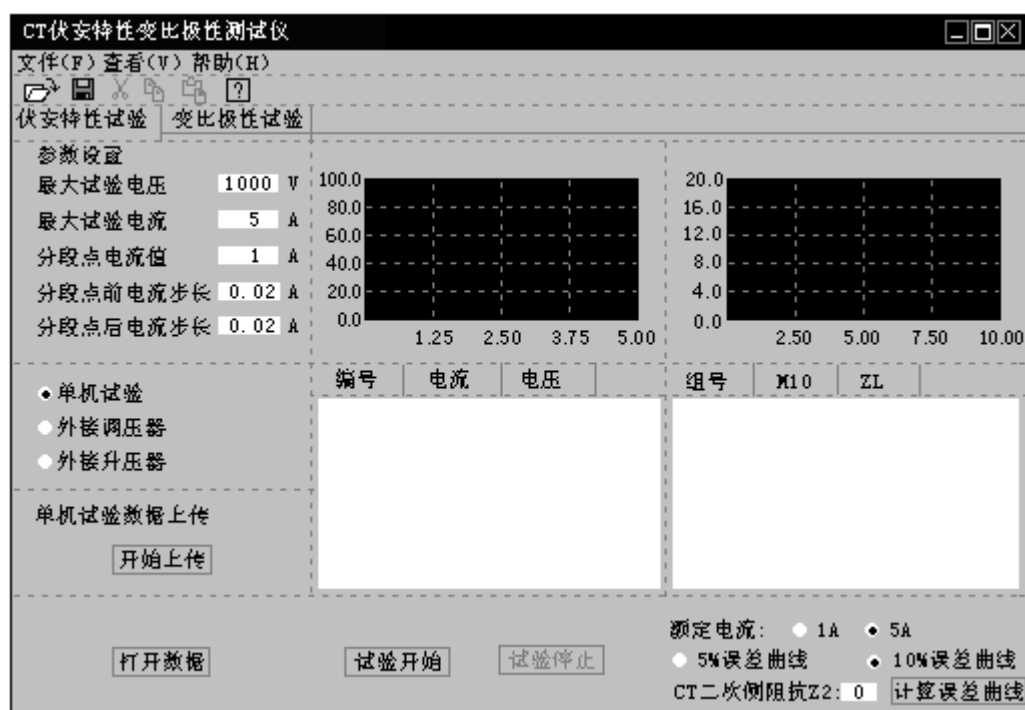 CT伏安特性变比极性测试仪
文件(F) 查看(V) 帮助(H)
伏安特性试验 变比极性试验
参数设置
最大试验电压 1000 V
最大试验电流 5 A
分段点电流值 1 A
分段点前电流步长 0.02 A
分段点后电流步长 0.02 A
单机试验
外接调压器
外接升压器
单机试验数据上传
开始上传
打开数据
100.0
80.0
60.0
40.0
20.0
0.0
1.25 2.50 3.75 5.00
编号 电流 电压
试验开始 试验停止
20.0
16.0
12.0
8.0
4.0
0.0
2.50 5.00 7.50 10.00
组号 M10 ZL
额定电流: 1A 5A
5%误差曲线 10%误差曲线
CT二次侧阻抗Z2: 0 计算误差曲线